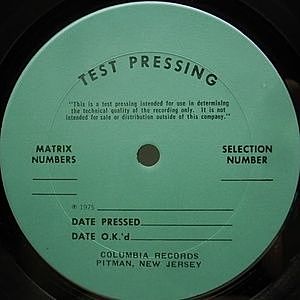 TEST PRESSING
"This is a test pressing intended for use in determining
the technical quality of the recording only. It is not
intended for sale or distribution outside of this company."
MATRIX
NUMBERS
SELECTION
NUMBER
℗ 1975
DATE PRESSED
DATE O.K.'d
COLUMBIA RECORDS
PITMAN, NEW JERSEY